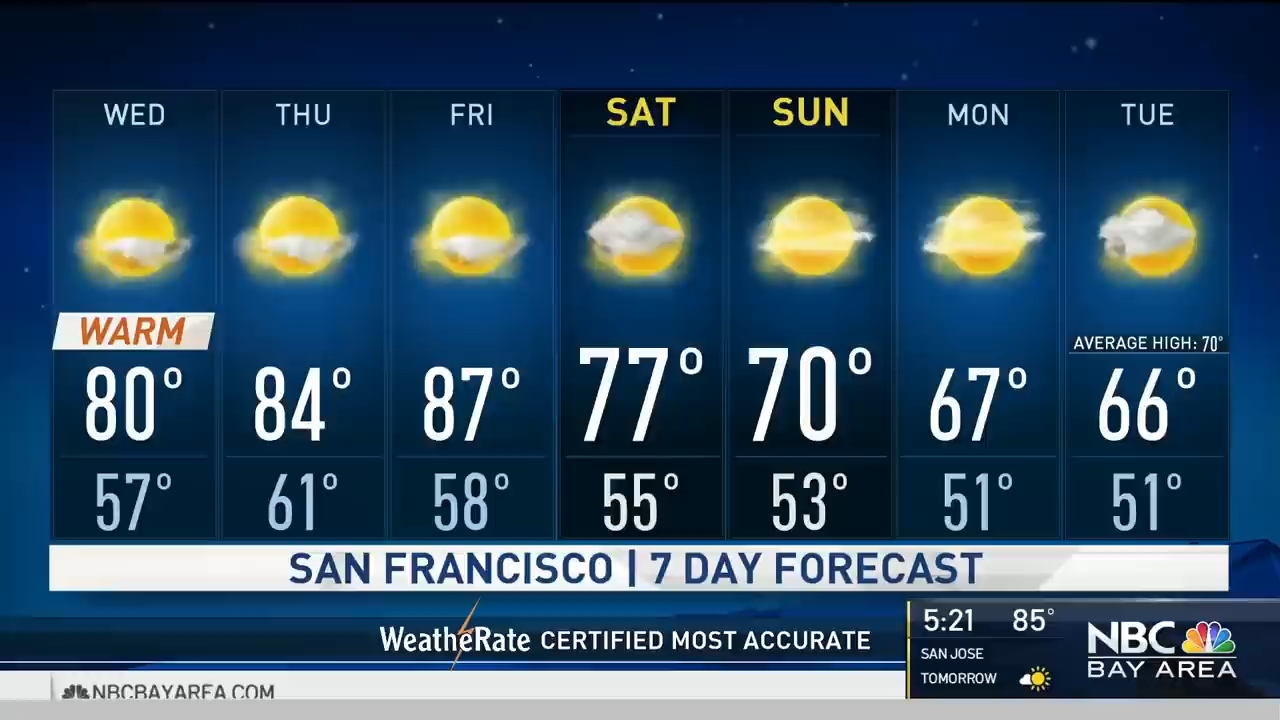 WED THU FRI SAT SUN MON TUE
WARM
AVERAGE HIGH: 70°
80° 84° 87° 77° 70° 67° 66°
57° 61° 58° 55° 53° 51° 51°
SAN FRANCISCO | 7 DAY FORECAST
WeatheRate CERTIFIED MOST ACCURATE
5:21 85°
SAN JOSE
TOMORROW
NBC
BAY AREA
NBCBAYAREA.COM